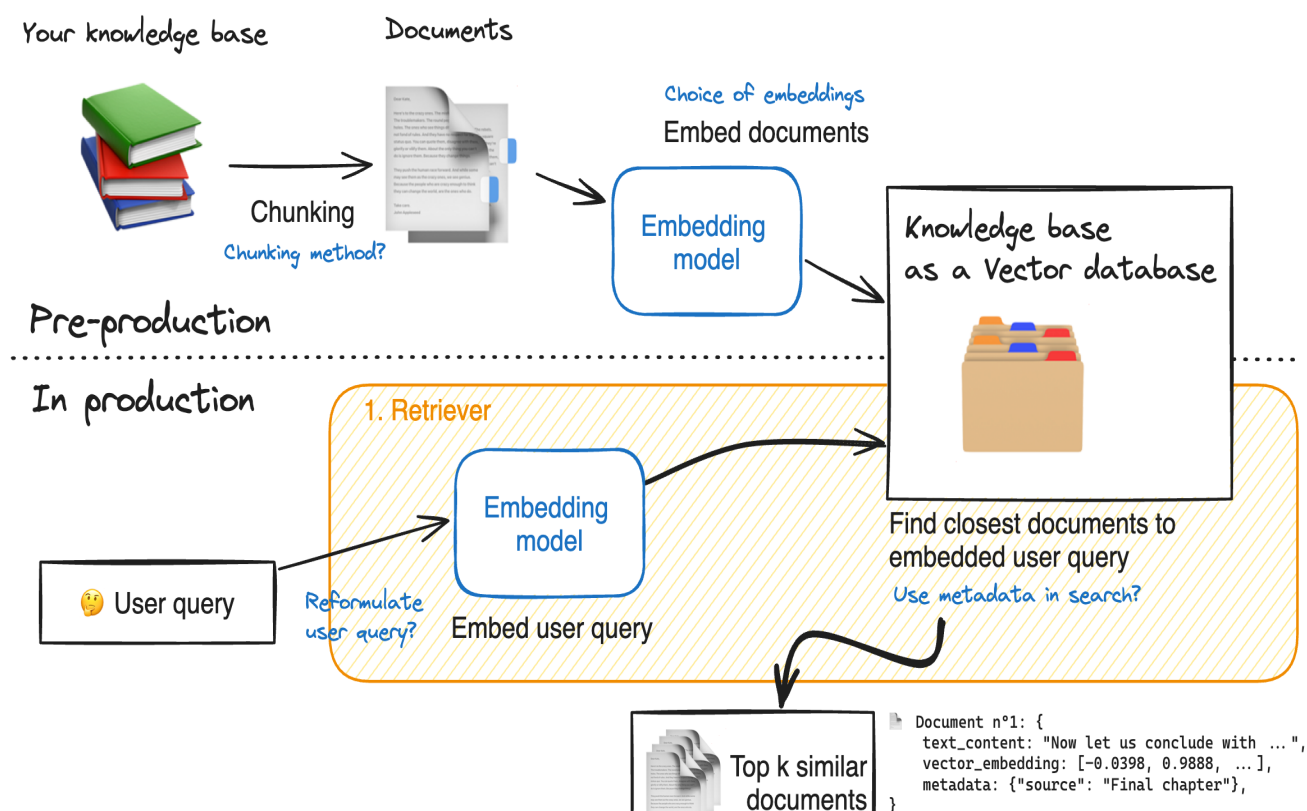 Your knowledge base
Documents
Choice of embeddings
Embed documents
Chunking
Chunking method?
Embedding
model
Knowledge base
as a Vector database
Pre-production
In production
1. Retriever
Embedding
model
🤔 User query
Reformulate
user query?
Embed user query
Find closest documents to
embedded user query
Use metadata in search?
Top k similar
documents
Document n°1: {
text_content: "Now let us conclude with ...",
vector_embedding: [-0.0398, 0.9888, ...],
metadata: {"source": "Final chapter"},
}